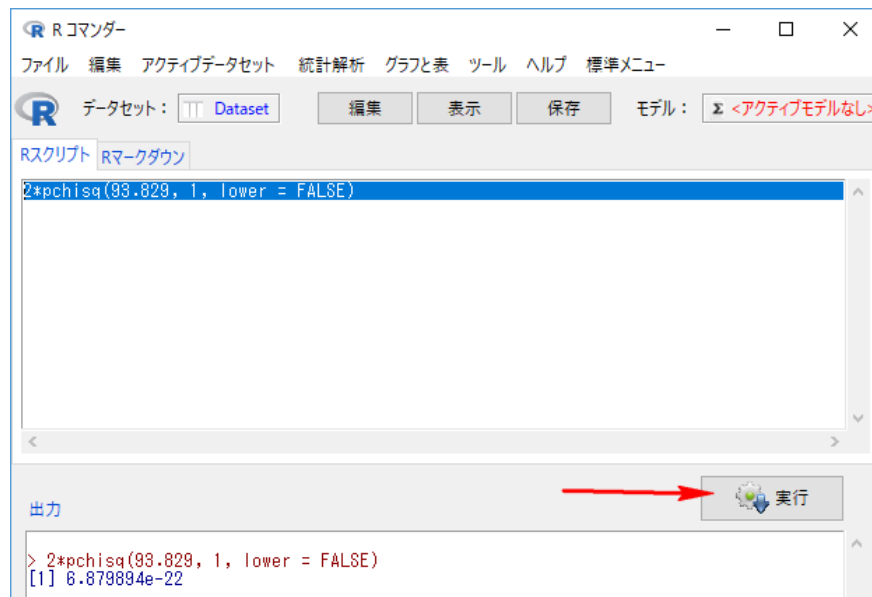 R コマンダー
ファイル 編集 アクティブデータセット 統計解析 グラフと表 ツール ヘルプ 標準メニュー
データセット： Dataset 編集 表示 保存 モデル： Σ <アクティブモデルなし>
Rスクリプト Rマークダウン
2*pchisq(93.829, 1, lower = FALSE)
実行
出力
> 2*pchisq(93.829, 1, lower = FALSE)
[1] 6.879894e-22